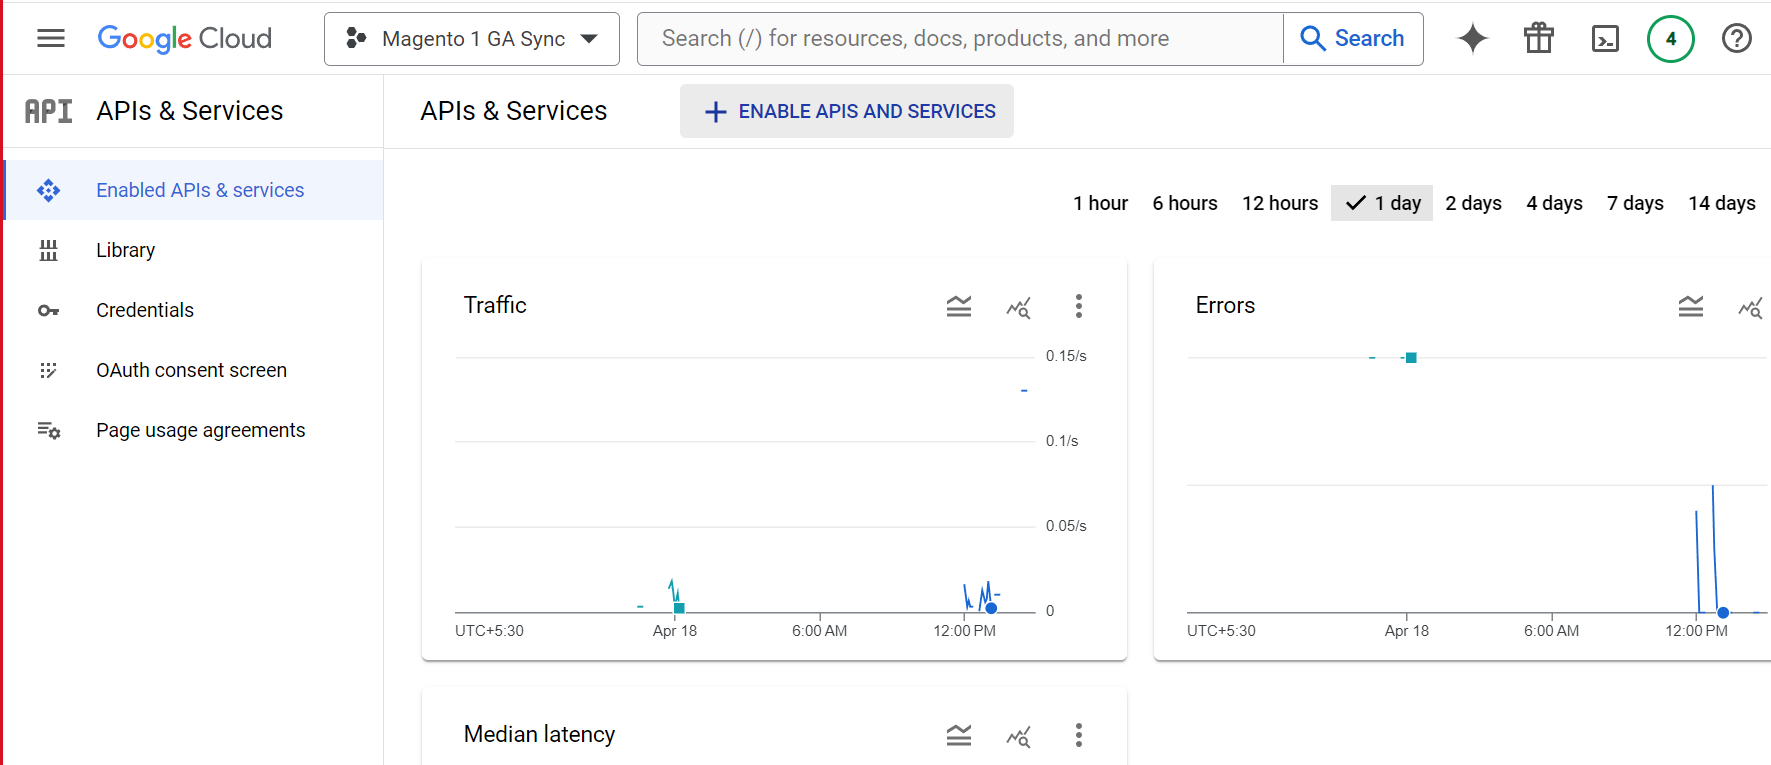 Google Cloud
Magento 1 GA Sync
Search (/) for resources, docs, products, and more
Search
4
API APIs & Services
APIs & Services
ENABLE APIS AND SERVICES
Enabled APIs & services
Library
Credentials
OAuth consent screen
Page usage agreements
1 hour 6 hours 12 hours 1 day 2 days 4 days 7 days 14 days
Traffic
0.15/s
0.1/s
0.05/s
0
UTC+5:30 Apr 18 6:00 AM 12:00 PM
Errors
UTC+5:30 Apr 18 6:00 AM 12:00 PM
Median latency